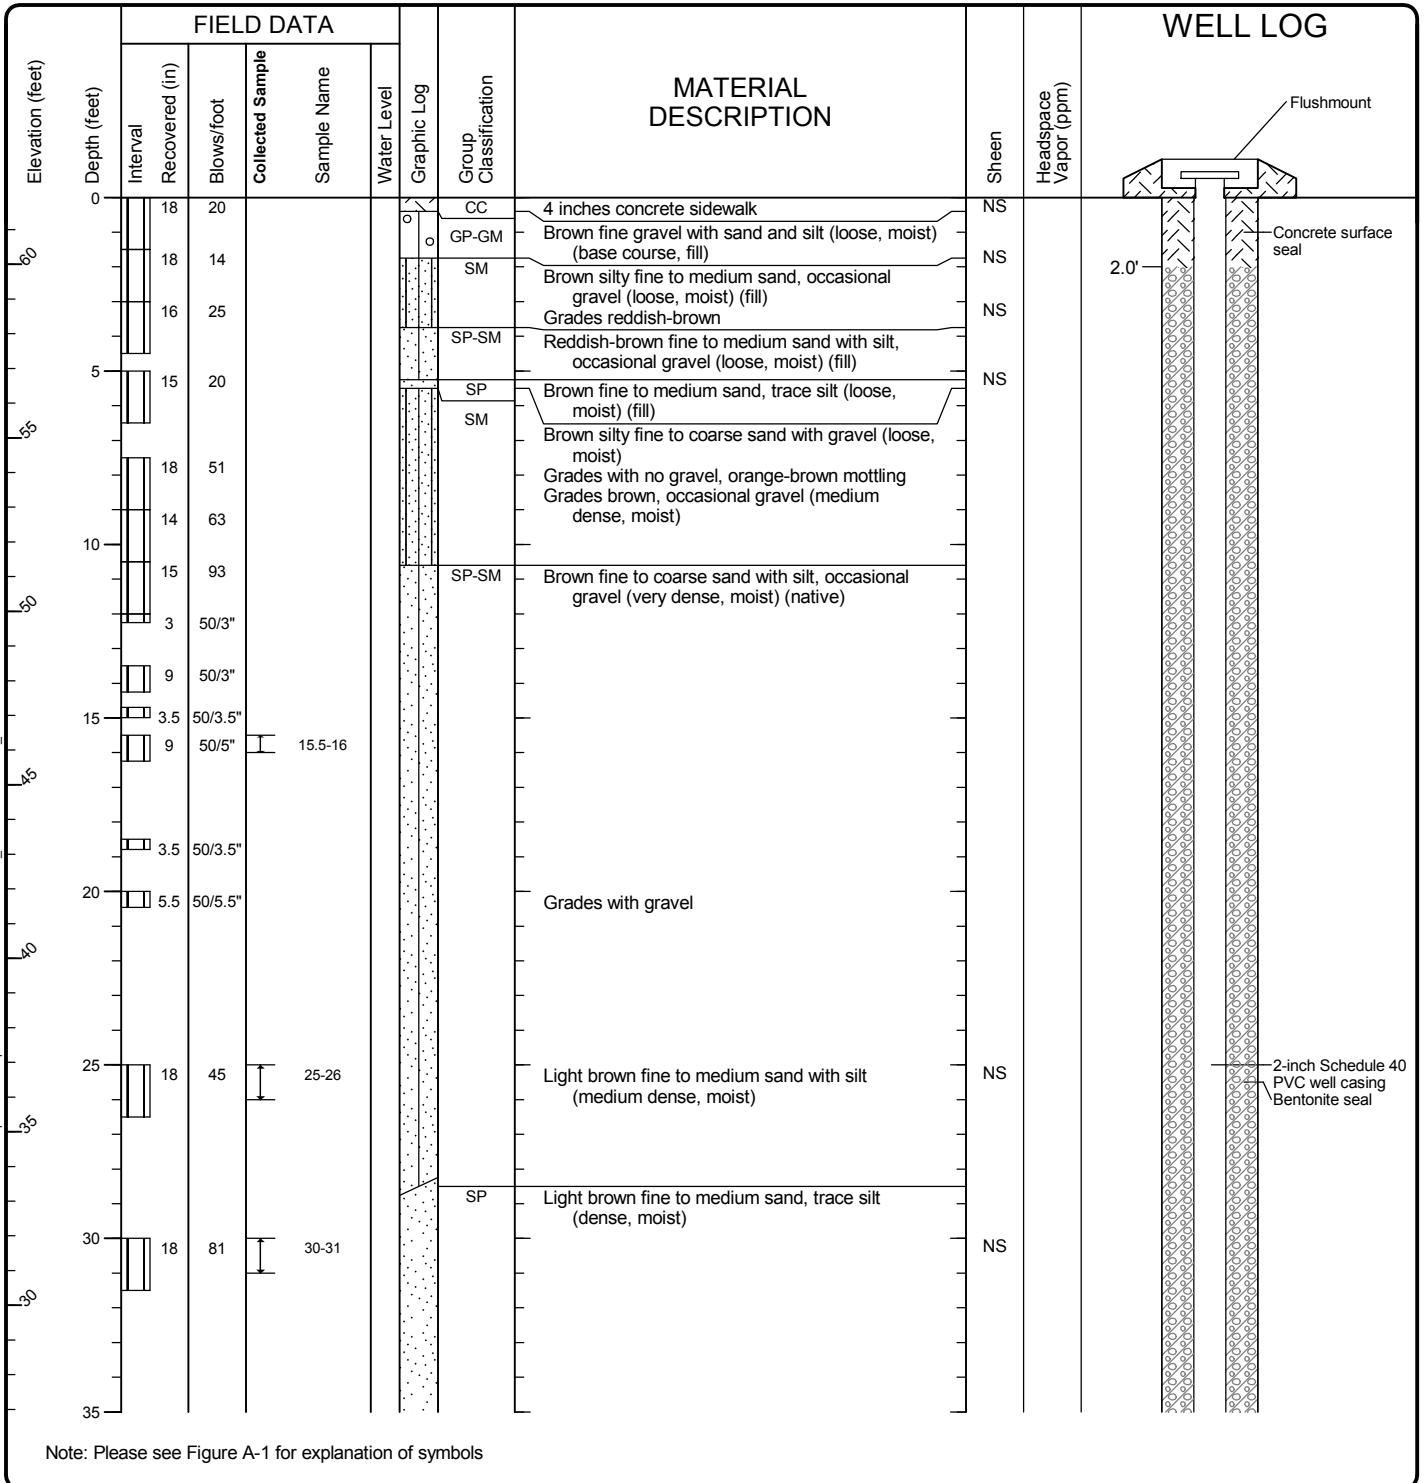 FIELD DATA
WELL LOG
Elevation (feet)
Depth (feet)
Interval
Recovered (in)
Blows/foot
Collected Sample
Sample Name
Water Level
Graphic Log
Group
Classification
MATERIAL
DESCRIPTION
Sheen
Headspace
Vapor (ppm)
Flushmount
0
18 20
CC
4 inches concrete sidewalk
NS
GP-GM
Brown fine gravel with sand and silt (loose, moist)
(base course, fill)
Concrete surface
seal
60
18 14
SM
NS
2.0'
Brown silty fine to medium sand, occasional
gravel (loose, moist) (fill)
16 25
Grades reddish-brown
NS
SP-SM
Reddish-brown fine to medium sand with silt,
occasional gravel (loose, moist) (fill)
5
15 20
NS
SP
Brown fine to medium sand, trace silt (loose,
moist) (fill)
SM
55
Brown silty fine to coarse sand with gravel (loose,
moist)
18 51
Grades with no gravel, orange-brown mottling
Grades brown, occasional gravel (medium
dense, moist)
14 63
10
15 93
SP-SM
Brown fine to coarse sand with silt, occasional
gravel (very dense, moist) (native)
50
3 50/3"
9 50/3"
15
3.5 50/3.5"
9 50/5"
15.5-16
45
3.5 50/3.5"
20
5.5 50/5.5"
Grades with gravel
40
25
18 45
25-26
Light brown fine to medium sand with silt
(medium dense, moist)
NS
2-inch Schedule 40
PVC well casing
Bentonite seal
35
SP
Light brown fine to medium sand, trace silt
(dense, moist)
30
18 81
30-31
NS
30
35
Note: Please see Figure A-1 for explanation of symbols